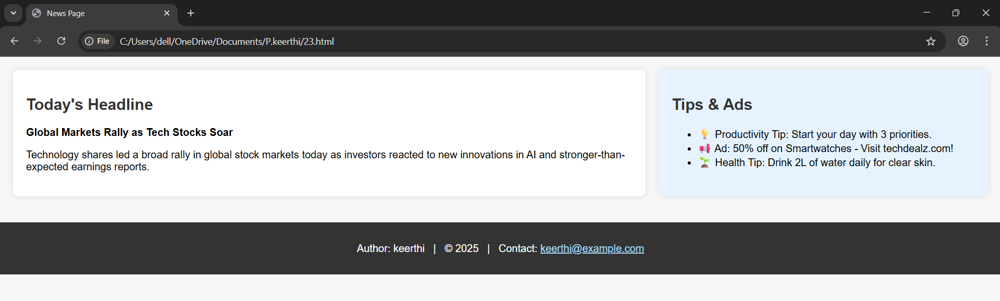 News Page
File C:/Users/dell/OneDrive/Documents/P.keerthi/23.html
Today's Headline
Global Markets Rally as Tech Stocks Soar
Technology shares led a broad rally in global stock markets today as investors reacted to new innovations in AI and stronger-than-
expected earnings reports.
Tips & Ads
• 💡 Productivity Tip: Start your day with 3 priorities.
• 📢 Ad: 50% off on Smartwatches - Visit techdealz.com!
• 🌱 Health Tip: Drink 2L of water daily for clear skin.
Author: keerthi | © 2025 | Contact: keerthi@example.com